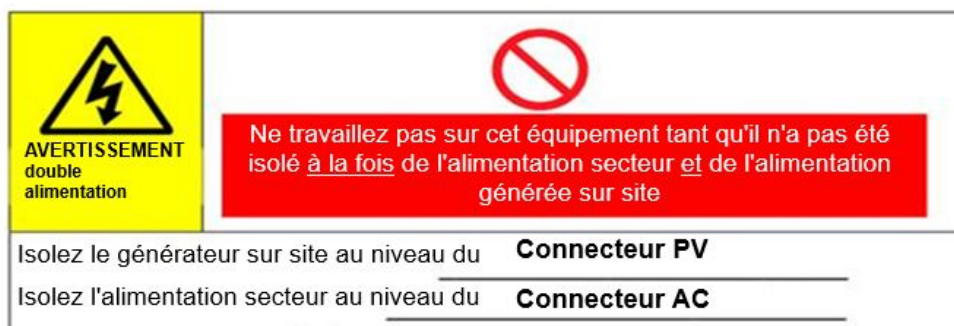 AVERTISSEMENT
double
alimentation
Ne travaillez pas sur cet équipement tant qu'il n'a pas été
isolé à la fois de l'alimentation secteur et de l'alimentation
générée sur site
Isolez le générateur sur site au niveau du Connecteur PV
Isolez l'alimentation secteur au niveau du Connecteur AC